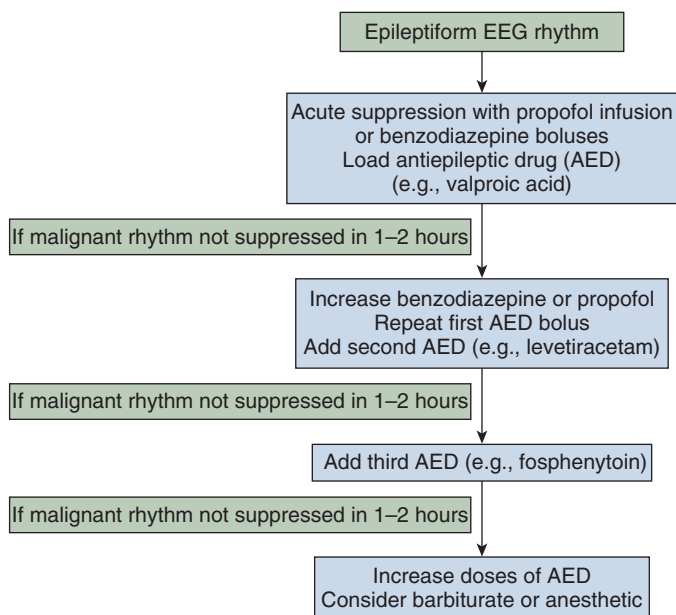 Epileptiform EEG rhythm
Acute suppression with propofol infusion
or benzodiazepine boluses
Load antiepileptic drug (AED)
(e.g., valproic acid)
If malignant rhythm not suppressed in 1–2 hours
Increase benzodiazepine or propofol
Repeat first AED bolus
Add second AED (e.g., levetiracetam)
If malignant rhythm not suppressed in 1–2 hours
Add third AED (e.g., fosphenytoin)
If malignant rhythm not suppressed in 1–2 hours
Increase doses of AED
Consider barbiturate or anesthetic